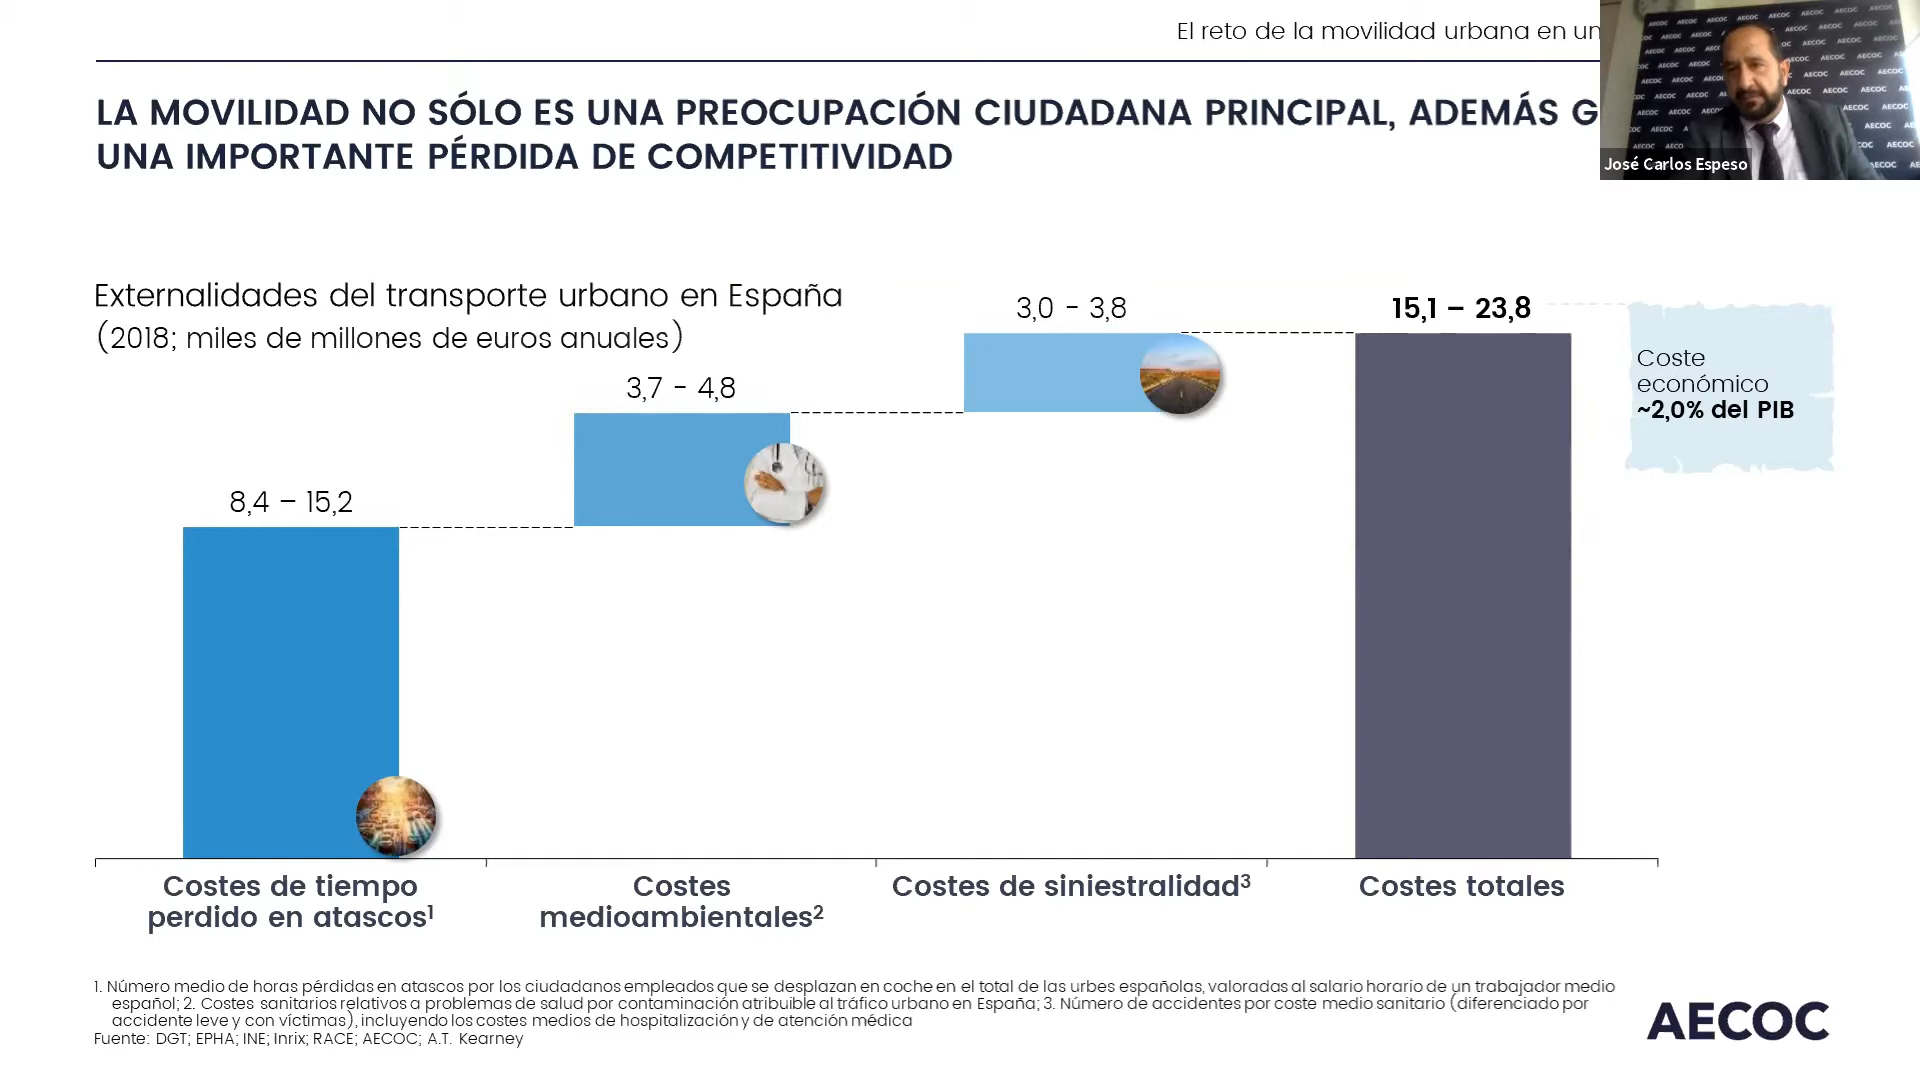 El reto de la movilidad urbana en un
LA MOVILIDAD NO SÓLO ES UNA PREOCUPACIÓN CIUDADANA PRINCIPAL, ADEMÁS G
UNA IMPORTANTE PÉRDIDA DE COMPETITIVIDAD
José Carlos Espeso
Externalidades del transporte urbano en España
(2018; miles de millones de euros anuales)
8,4 – 15,2
3,7 - 4,8
3,0 - 3,8
15,1 – 23,8
Coste
económico
~2,0% del PIB
Costes de tiempo
perdido en atascos¹
Costes
medioambientales²
Costes de siniestralidad³
Costes totales
1. Número medio de horas pérdidas en atascos por los ciudadanos empleados que se desplazan en coche en el total de las urbes españolas, valoradas al salario horario de un trabajador medio
español; 2. Costes sanitarios relativos a problemas de salud por contaminación atribuible al tráfico urbano en España; 3. Número de accidentes por coste medio sanitario (diferenciado por
accidente leve y con víctimas), incluyendo los costes medios de hospitalización y de atención médica
Fuente: DGT; EPHA; INE; Inrix; RACE; AECOC; A.T. Kearney
AECOC